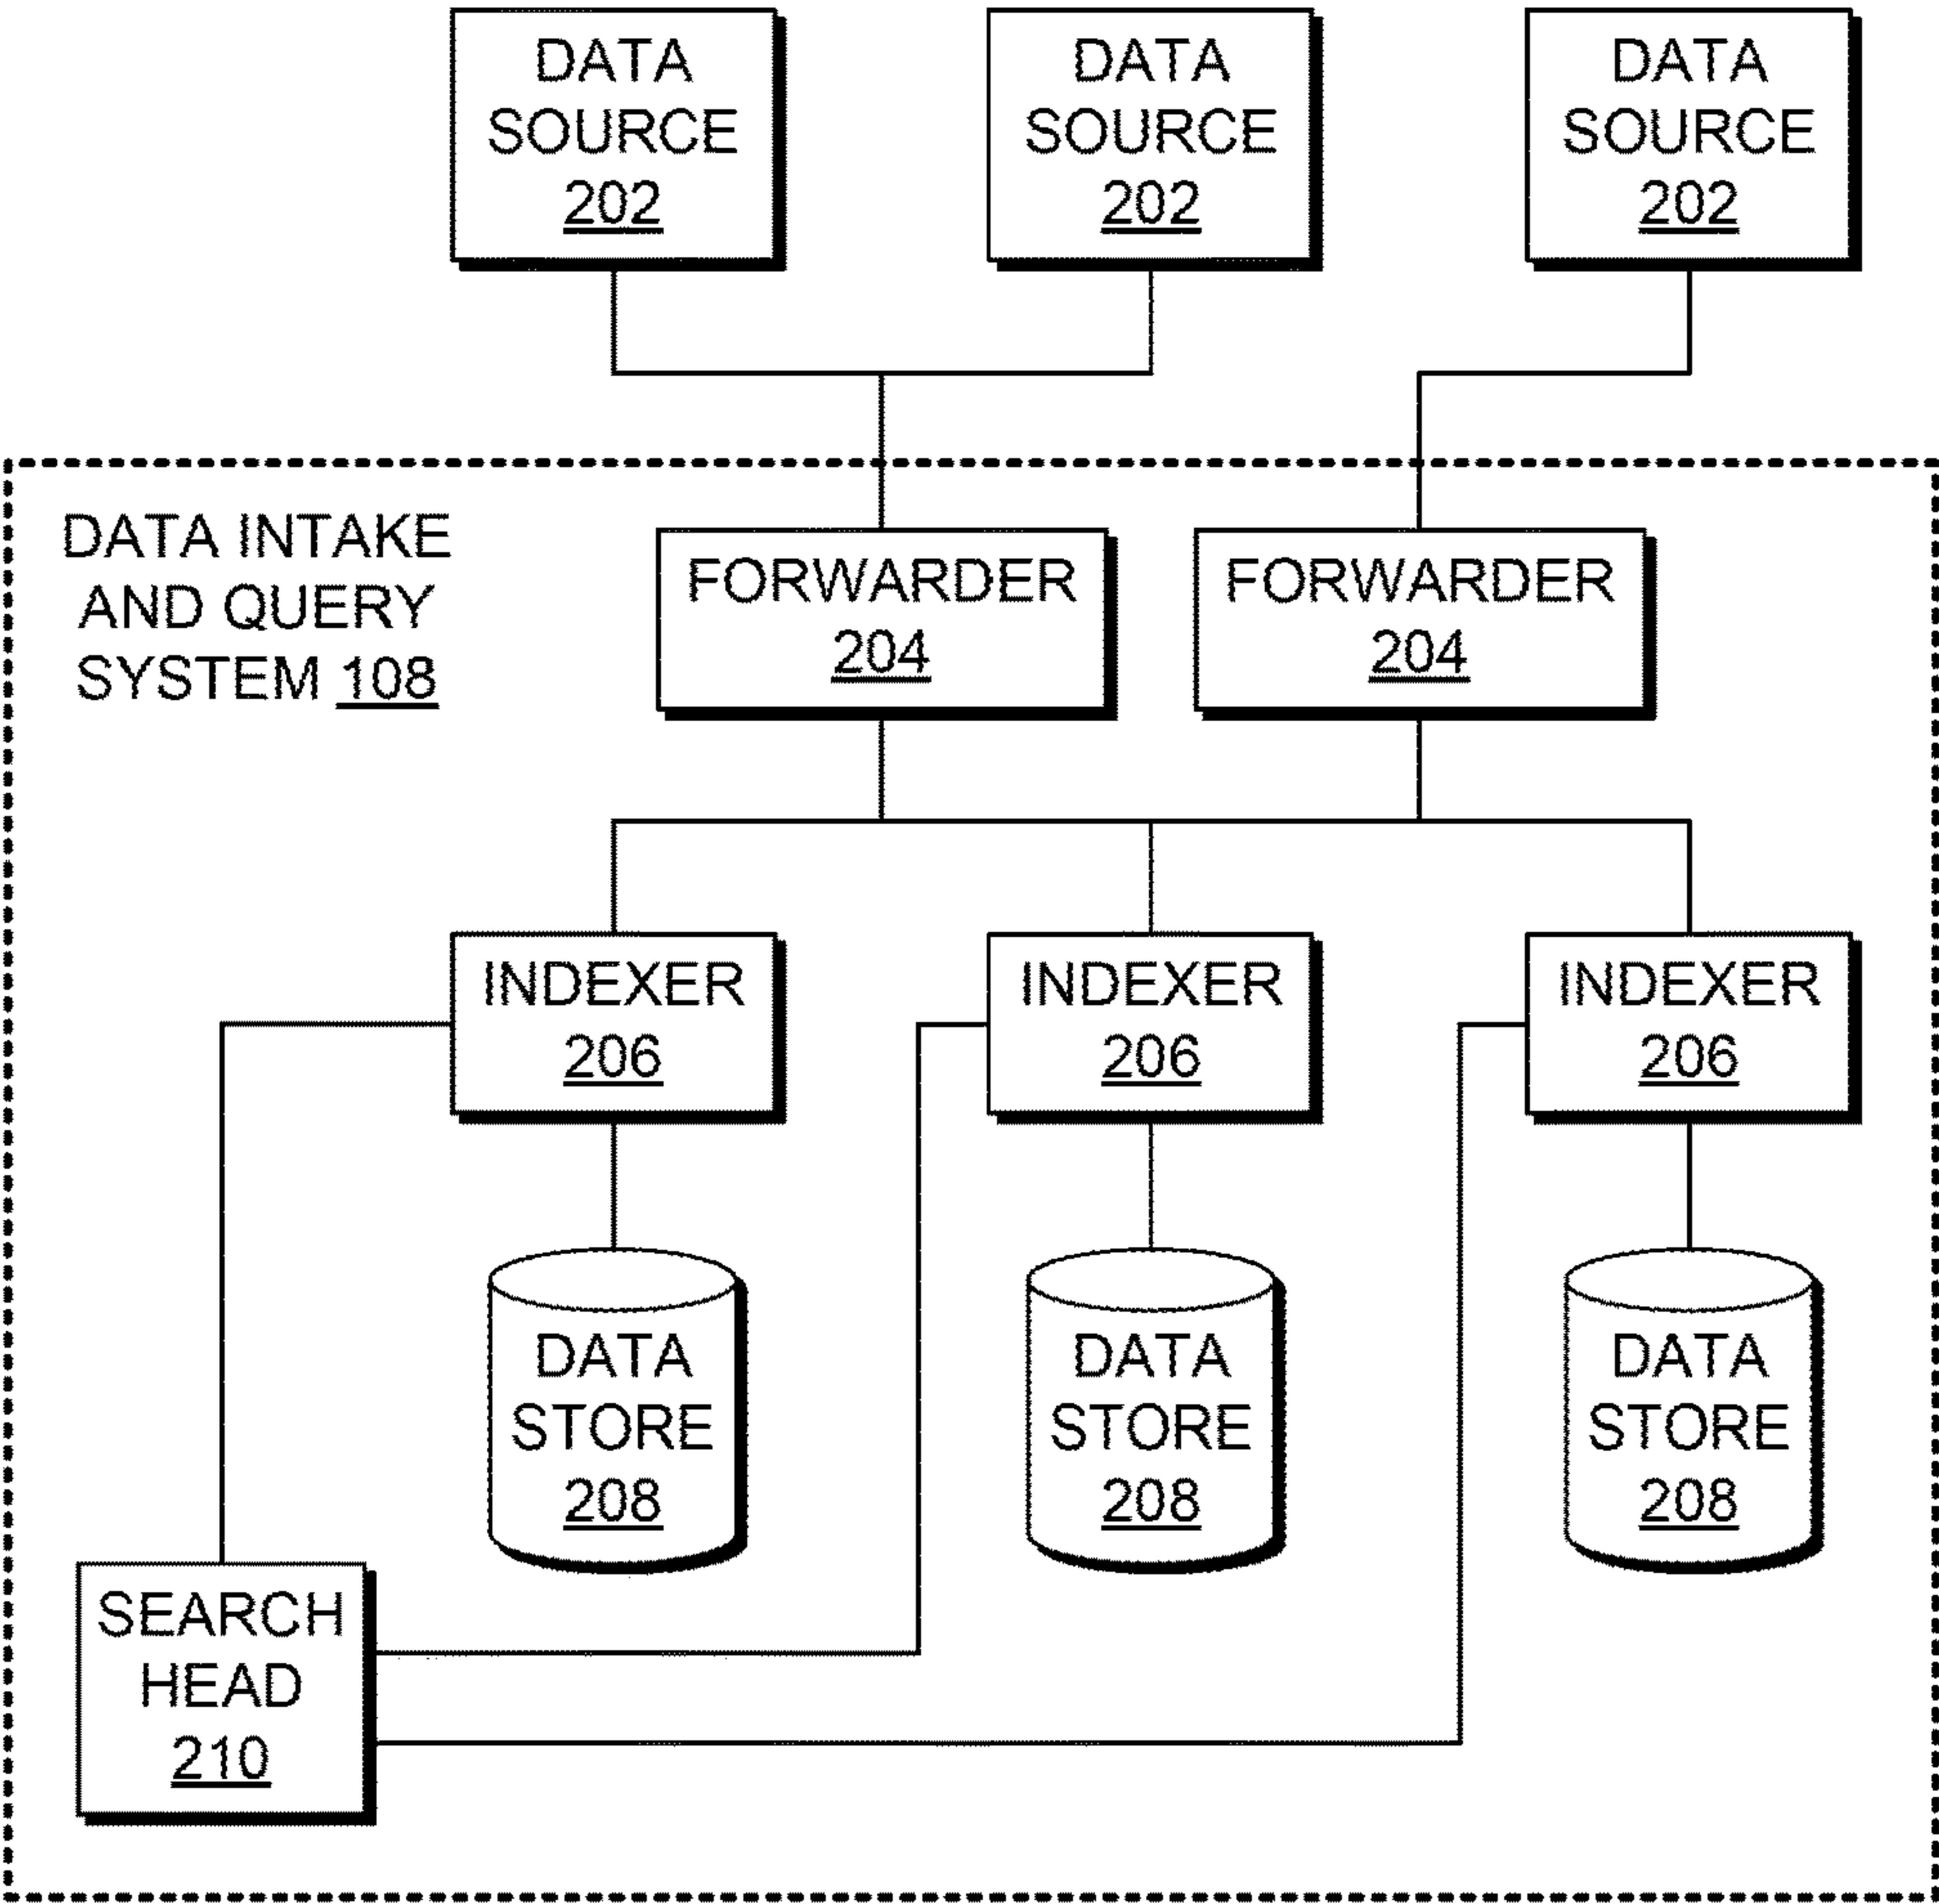 DATA
SOURCE
202
DATA
SOURCE
202
DATA
SOURCE
202
DATA INTAKE
AND QUERY
SYSTEM 108
FORWARDER
204
FORWARDER
204
INDEXER
206
INDEXER
206
INDEXER
206
DATA
STORE
208
DATA
STORE
208
DATA
STORE
208
SEARCH
HEAD
210